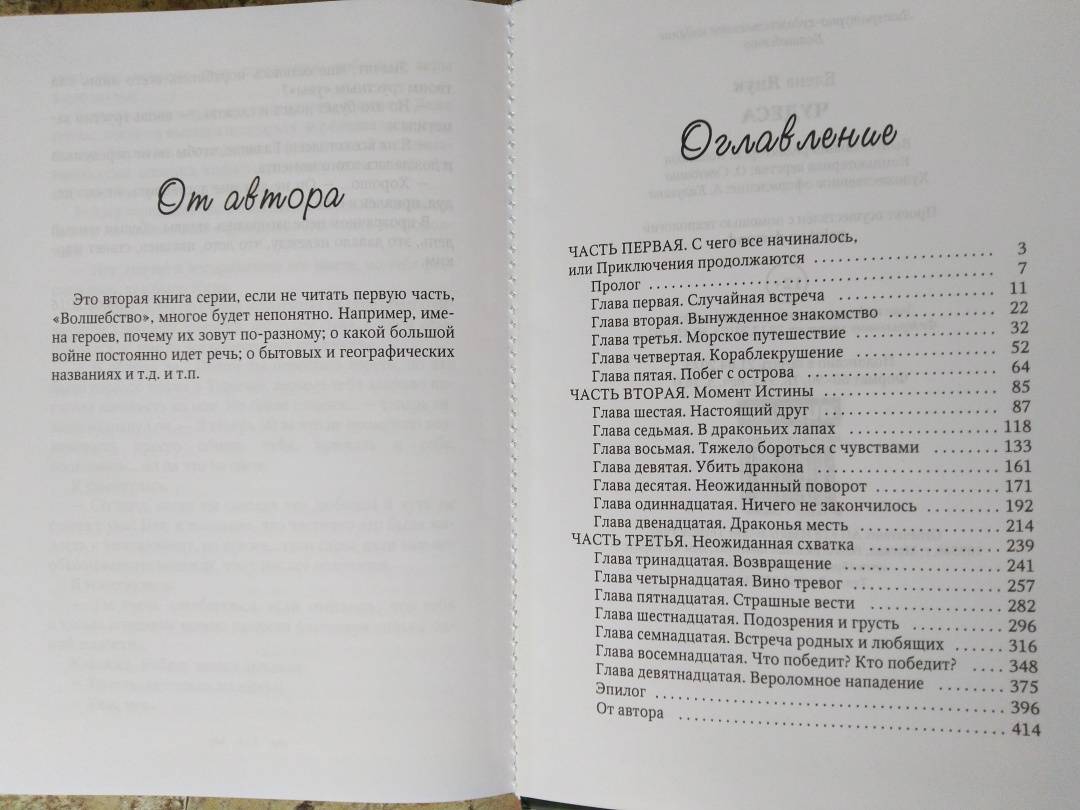 От автора
Это вторая книга серии, если не читать первую часть,
«Волшебство», многое будет непонятно. Например, име-
на героев, почему их зовут по-разному; о какой большой
войне постоянно идет речь; о бытовых и географических
названиях и т.д. и т.п.
Оглавление
ЧАСТЬ ПЕРВАЯ. С чего все начиналось,
или Приключения продолжаются ........ 3
Пролог ........ 7
Глава первая. Случайная встреча ........ 11
Глава вторая. Вынужденное знакомство ........ 22
Глава третья. Морское путешествие ........ 32
Глава четвертая. Кораблекрушение ........ 52
Глава пятая. Побег с острова ........ 64
ЧАСТЬ ВТОРАЯ. Момент Истины ........ 85
Глава шестая. Настоящий друг ........ 87
Глава седьмая. В драконьих лапах ........ 118
Глава восьмая. Тяжело бороться с чувствами ........ 133
Глава девятая. Убить дракона ........ 161
Глава десятая. Неожиданный поворот ........ 171
Глава одиннадцатая. Ничего не закончилось ........ 192
Глава двенадцатая. Драконья месть ........ 214
ЧАСТЬ ТРЕТЬЯ. Неожиданная схватка ........ 239
Глава тринадцатая. Возвращение ........ 241
Глава четырнадцатая. Вино тревог ........ 257
Глава пятнадцатая. Страшные вести ........ 282
Глава шестнадцатая. Подозрения и грусть ........ 296
Глава семнадцатая. Встреча родных и любящих ........ 316
Глава восемнадцатая. Что победит? Кто победит? .... 348
Глава девятнадцатая. Вероломное нападение ........ 375
Эпилог ........ 396
От автора ........ 414